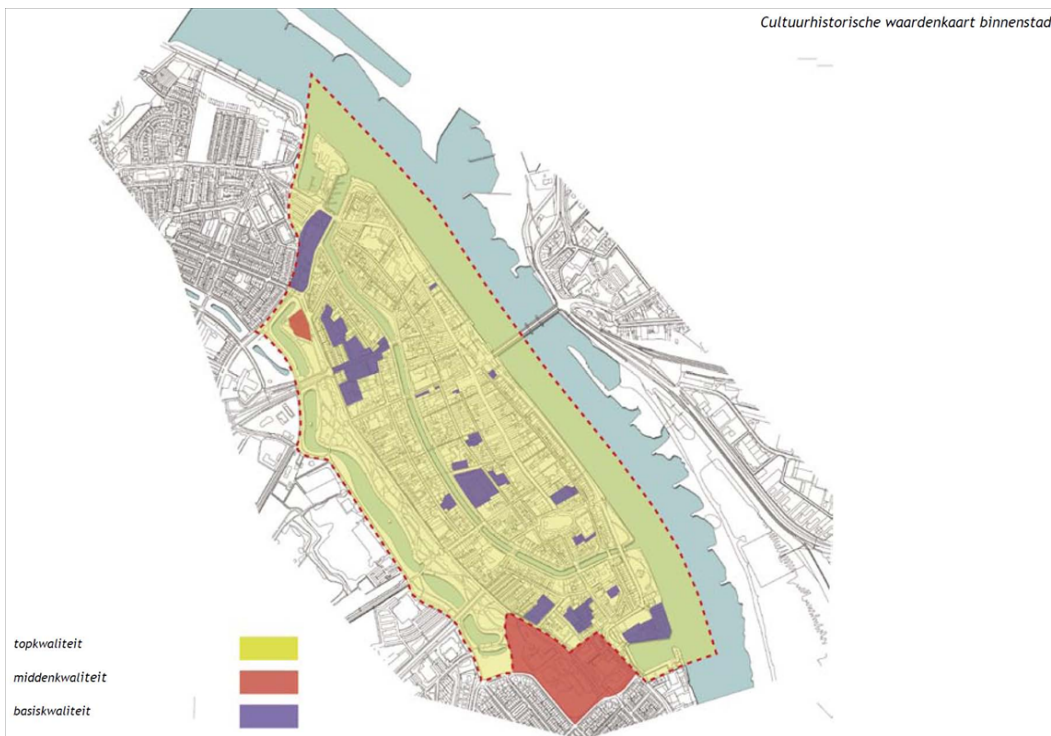 Cultuurhistorische waardenkaart binnenstad
topkwaliteit
middenkwaliteit
basiskwaliteit